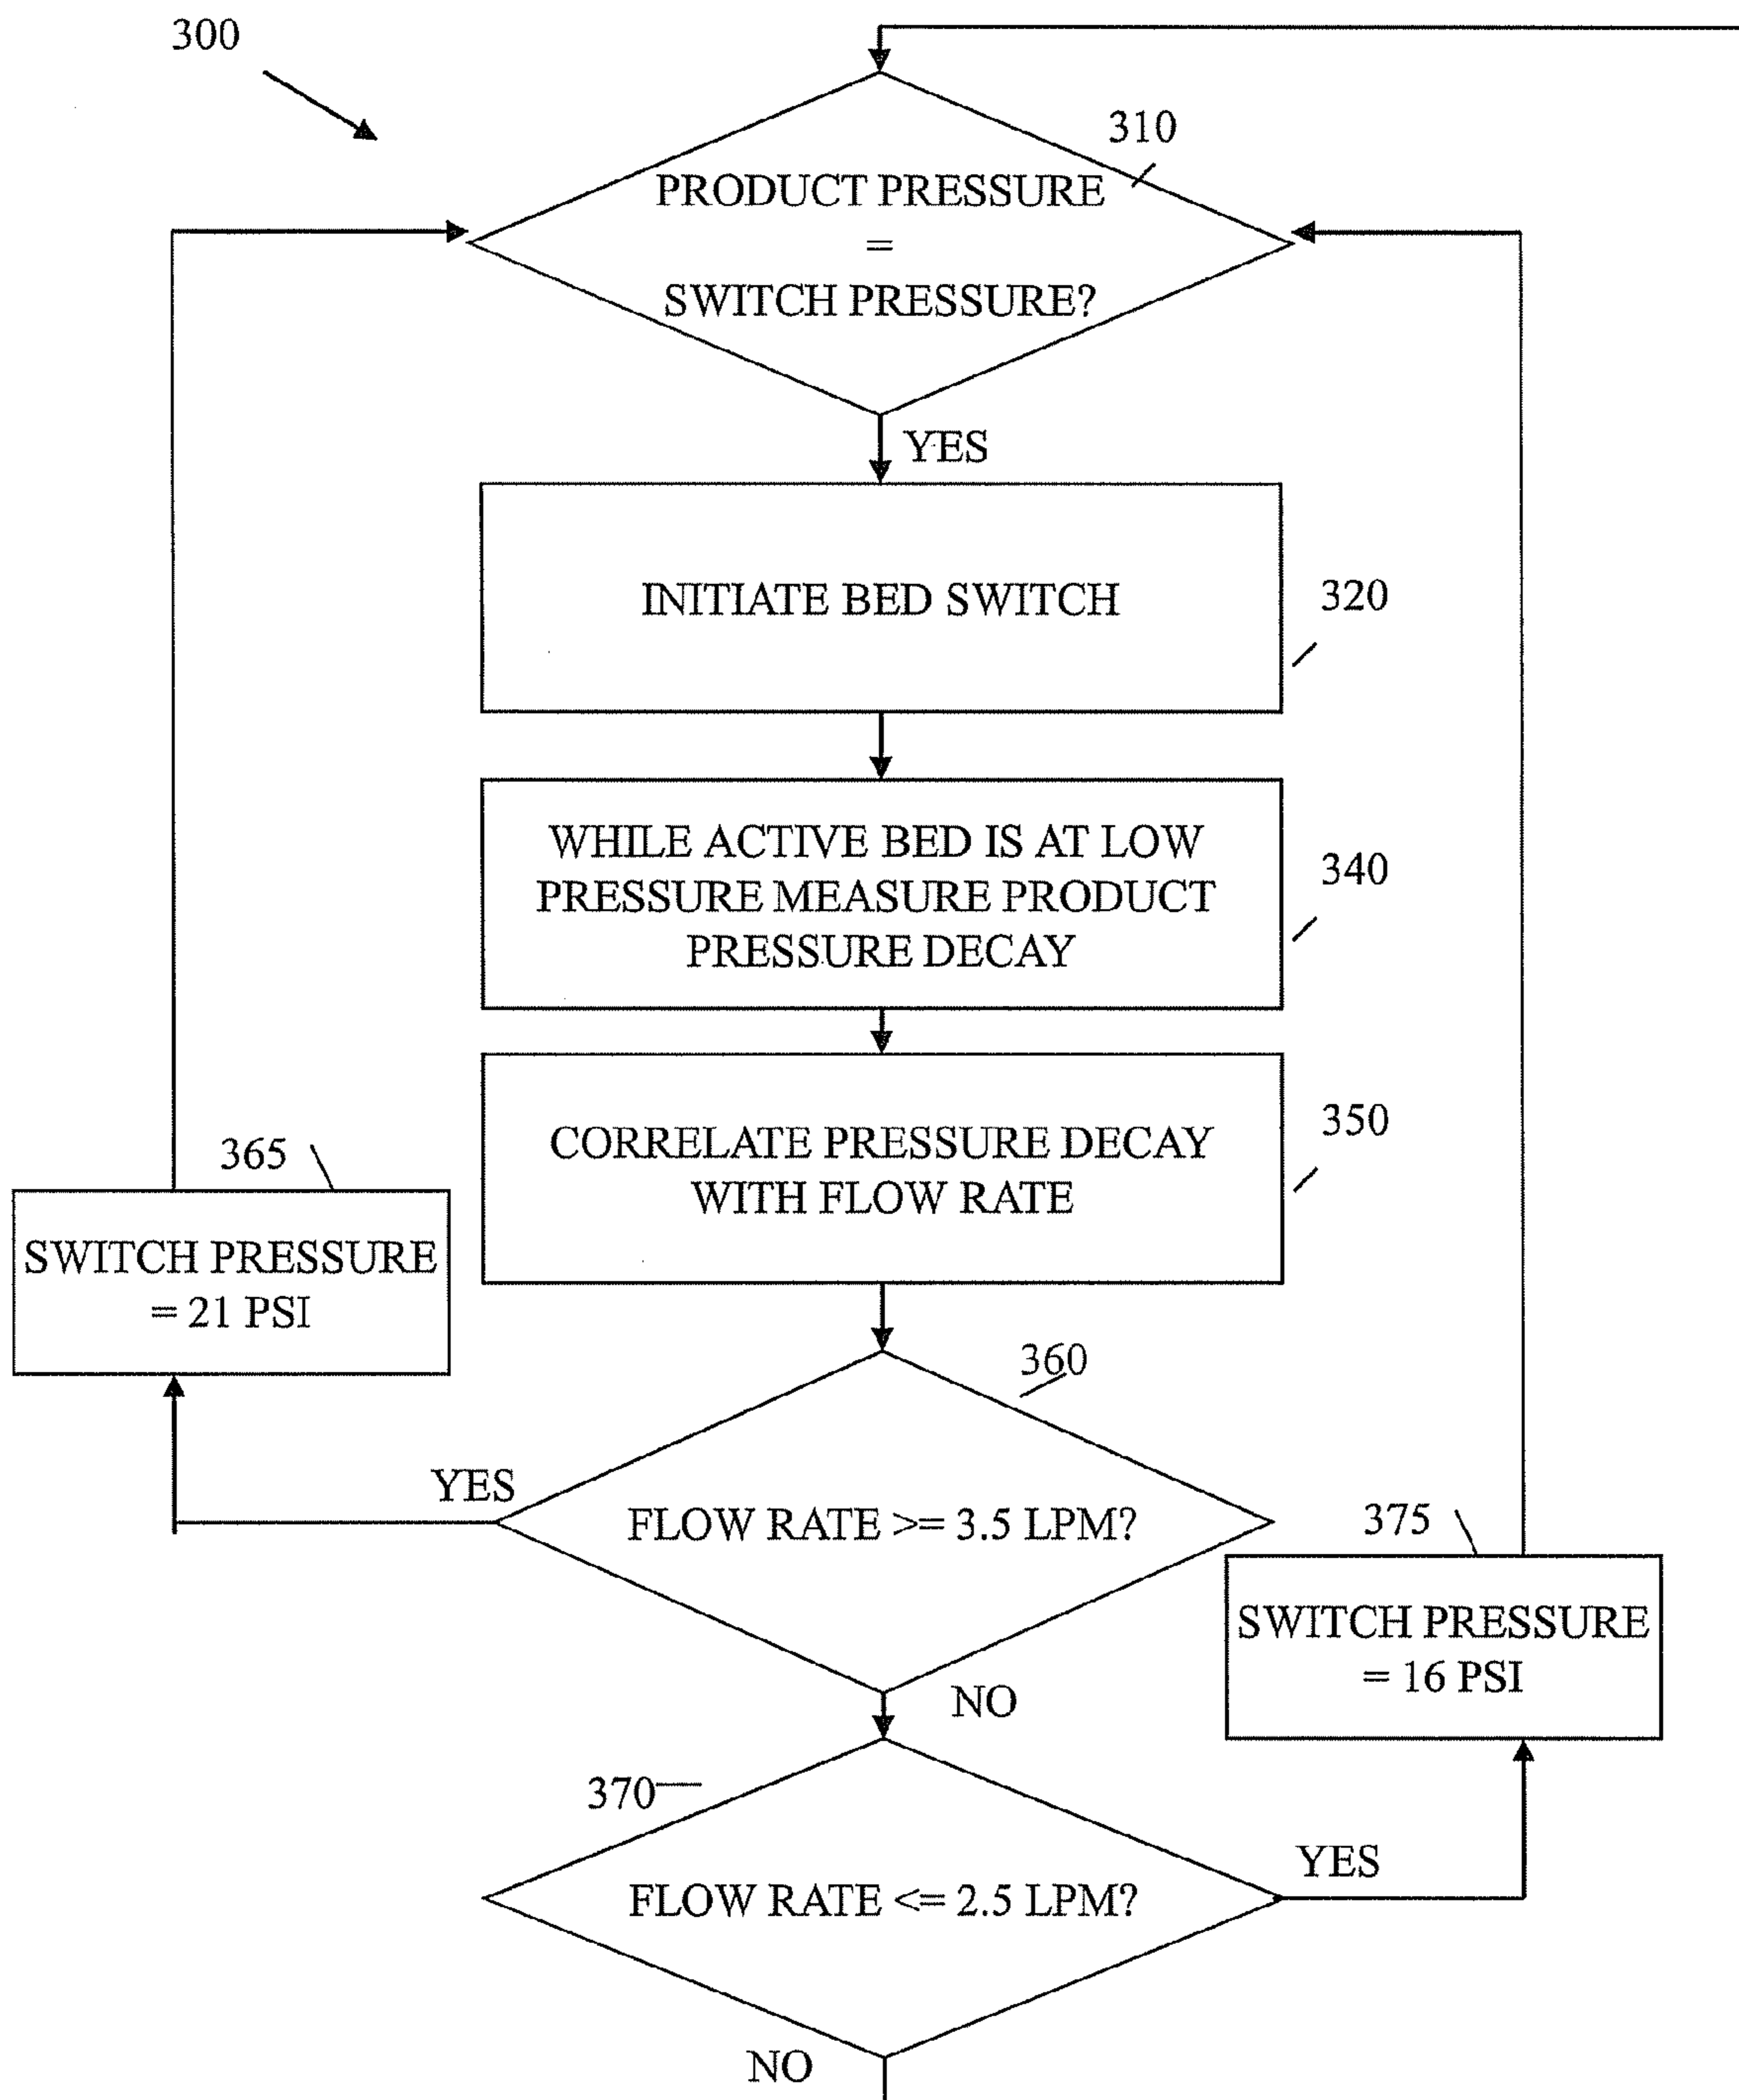 300
310
PRODUCT PRESSURE
=
SWITCH PRESSURE?
YES
INITIATE BED SWITCH
320
WHILE ACTIVE BED IS AT LOW
PRESSURE MEASURE PRODUCT
PRESSURE DECAY
340
CORRELATE PRESSURE DECAY
WITH FLOW RATE
350
365
SWITCH PRESSURE
= 21 PSI
360
YES
FLOW RATE >= 3.5 LPM?
375
SWITCH PRESSURE
= 16 PSI
NO
370
FLOW RATE <= 2.5 LPM?
YES
NO